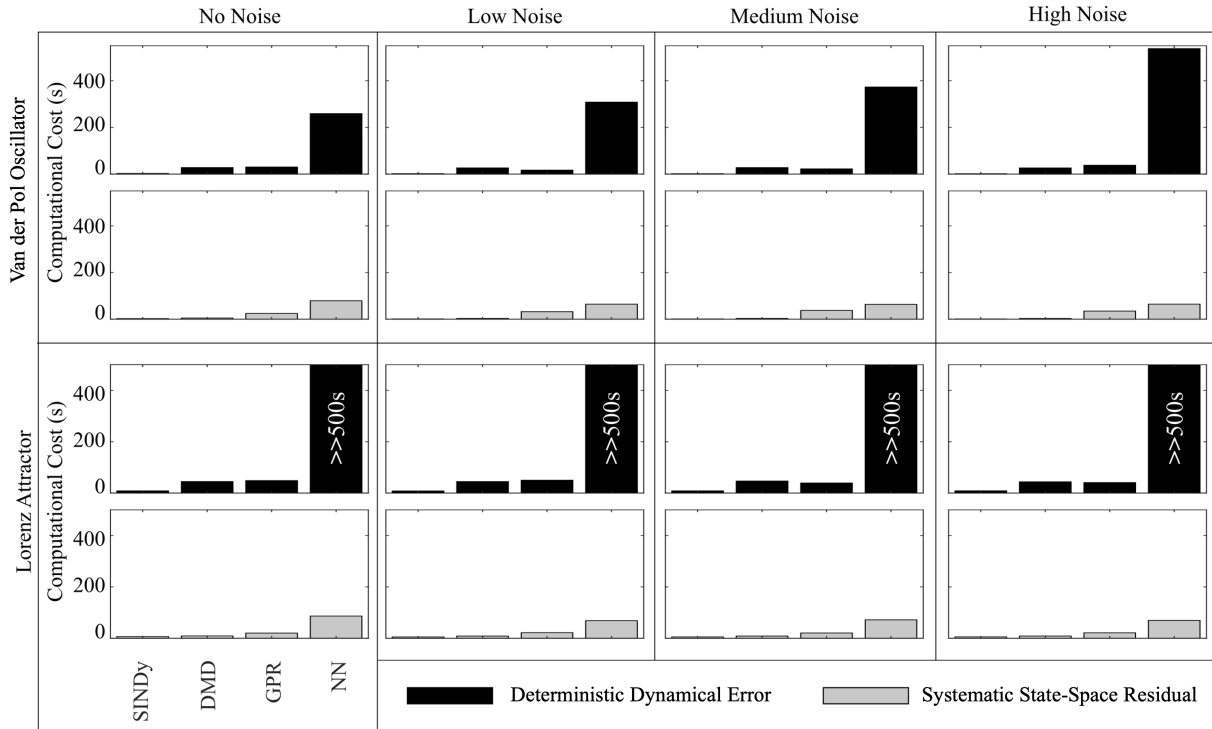 No Noise Low Noise Medium Noise High Noise
Van der Pol Oscillator
Computational Cost (s)
400
200
0
400
200
0
Lorenz Attractor
Computational Cost (s)
400
200
0
>>500s >>500s >>500s >>500s
400
200
0
SINDy DMD GPR NN
Deterministic Dynamical Error Systematic State-Space Residual